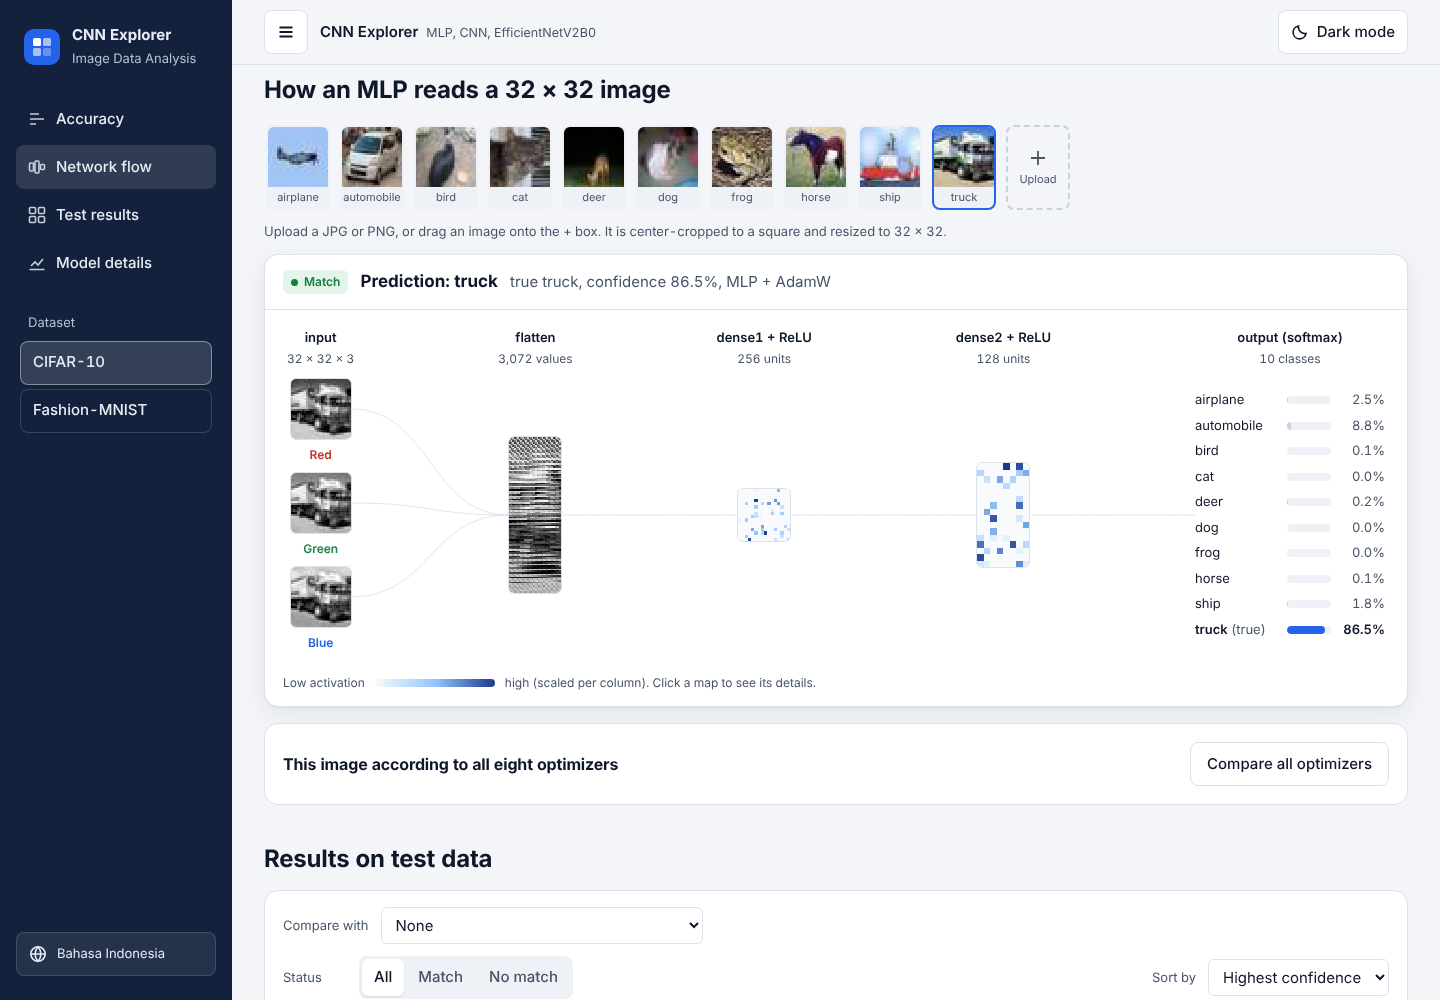 CNN Explorer
Image Data Analysis
Accuracy
Network flow
Test results
Model details
Dataset
CIFAR-10
Fashion-MNIST
Bahasa Indonesia
CNN Explorer MLP, CNN, EfficientNetV2B0
Dark mode
How an MLP reads a 32 × 32 image
airplane automobile bird cat deer dog frog horse ship truck Upload
Upload a JPG or PNG, or drag an image onto the + box. It is center-cropped to a square and resized to 32 × 32.
Match Prediction: truck true truck, confidence 86.5%, MLP + AdamW
input flatten dense1 + ReLU dense2 + ReLU output (softmax)
32 × 32 × 3 3,072 values 256 units 128 units 10 classes
Red
Green
Blue
airplane 2.5%
automobile 8.8%
bird 0.1%
cat 0.0%
deer 0.2%
dog 0.0%
frog 0.0%
horse 0.1%
ship 1.8%
truck (true) 86.5%
Low activation high (scaled per column). Click a map to see its details.
This image according to all eight optimizers Compare all optimizers
Results on test data
Compare with None
Status All Match No match Sort by Highest confidence